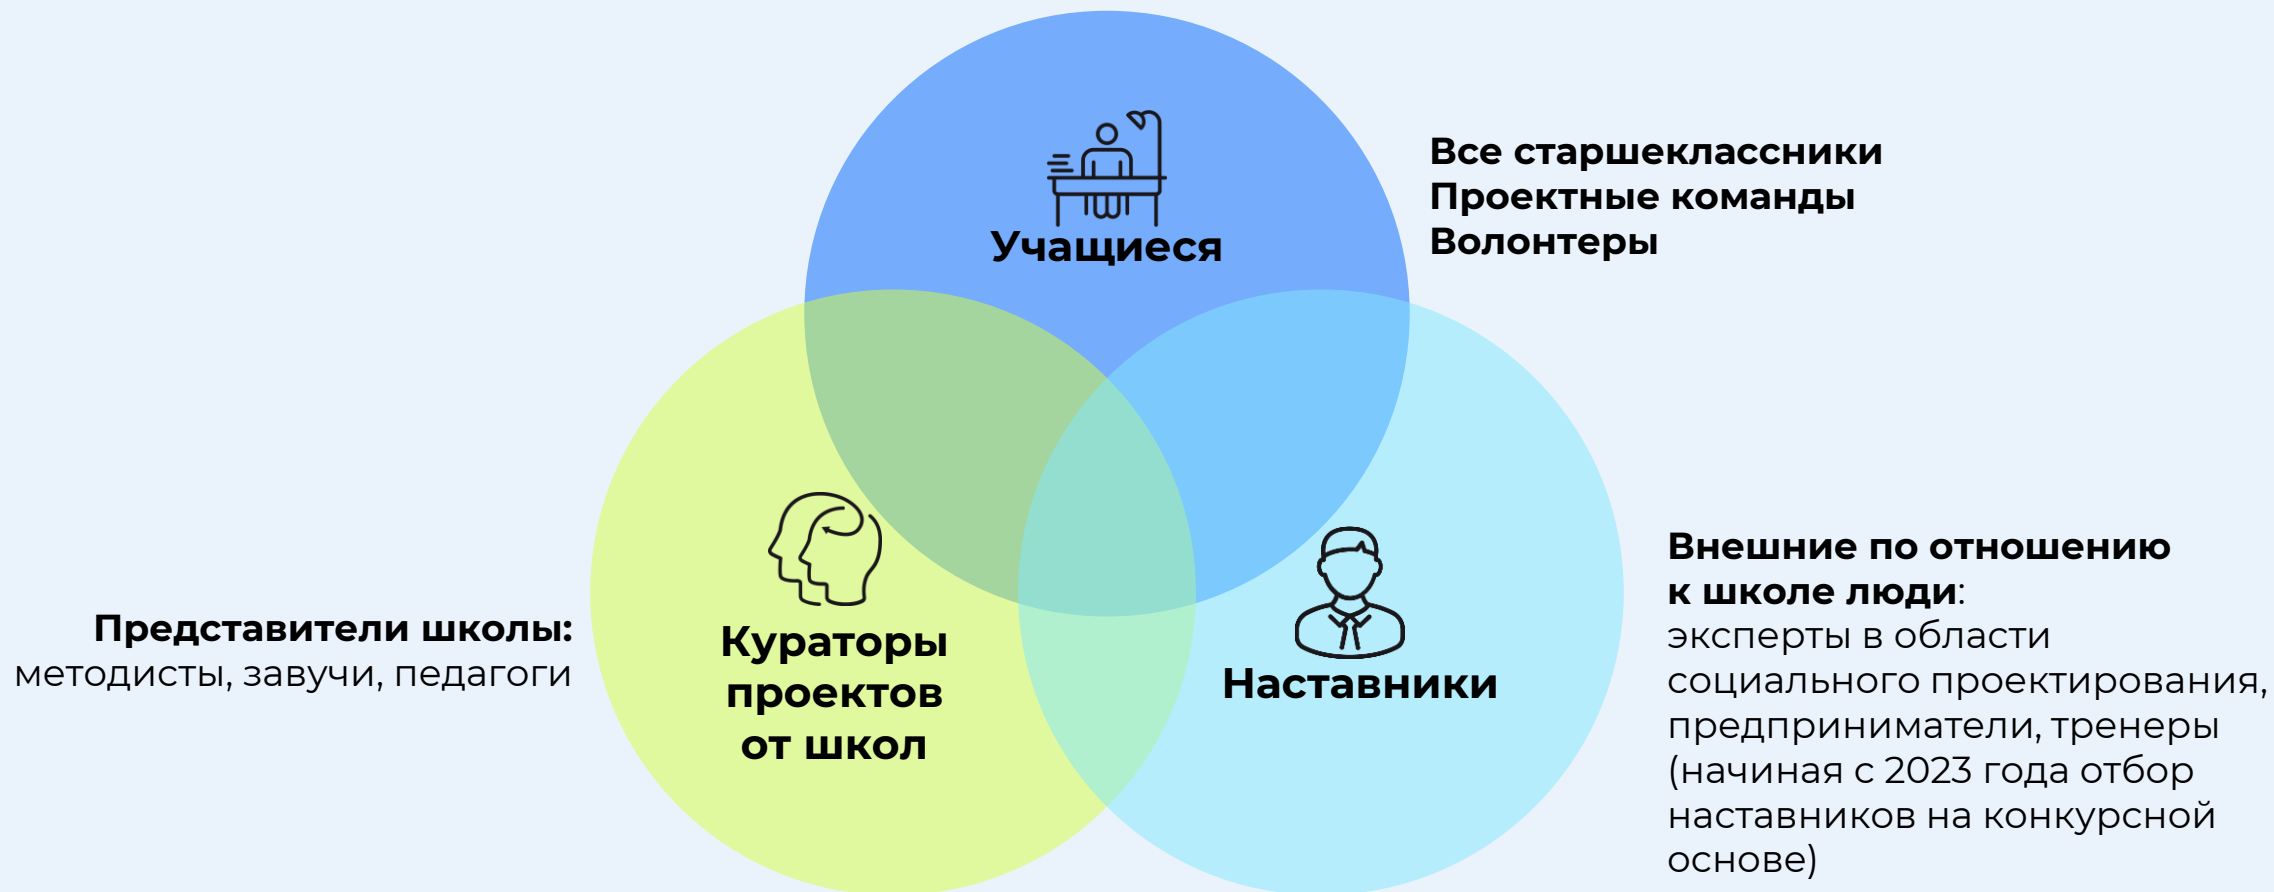 Учащиеся
Все старшеклассники
Проектные команды
Волонтеры
Представители школы:
методисты, завучи, педагоги
Кураторы
проектов
от школ
Наставники
Внешние по отношению
к школе люди:
эксперты в области
социального проектирования,
предприниматели, тренеры
(начиная с 2023 года отбор
наставников на конкурсной
основе)